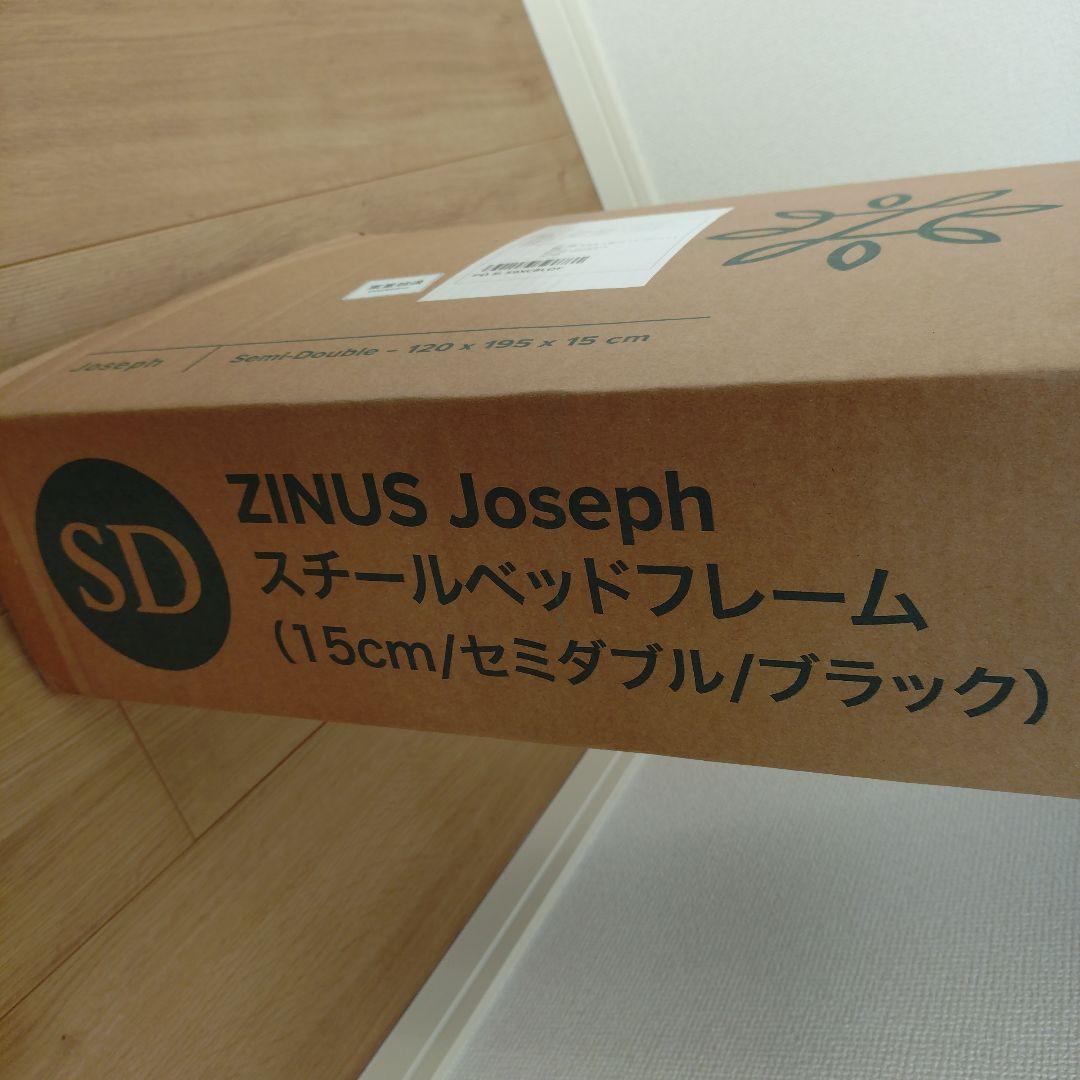 Joseph / Semi-Double - 120 x 195 x 15 cm
SD
ZINUS Joseph
スチールベッドフレーム
(15cm/セミダブル/ブラック)